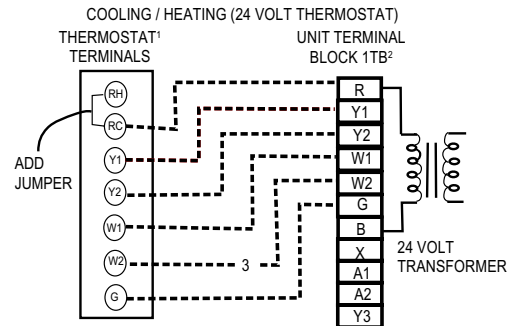 COOLING / HEATING (24 VOLT THERMOSTAT)
THERMOSTAT¹
TERMINALS
UNIT TERMINAL
BLOCK 1TB²
RH
RC
Y1
Y2
W1
W2
G
ADD
JUMPER
3
R
Y1
Y2
W1
W2
G
B
X
A1
A2
Y3
24 VOLT
TRANSFORMER